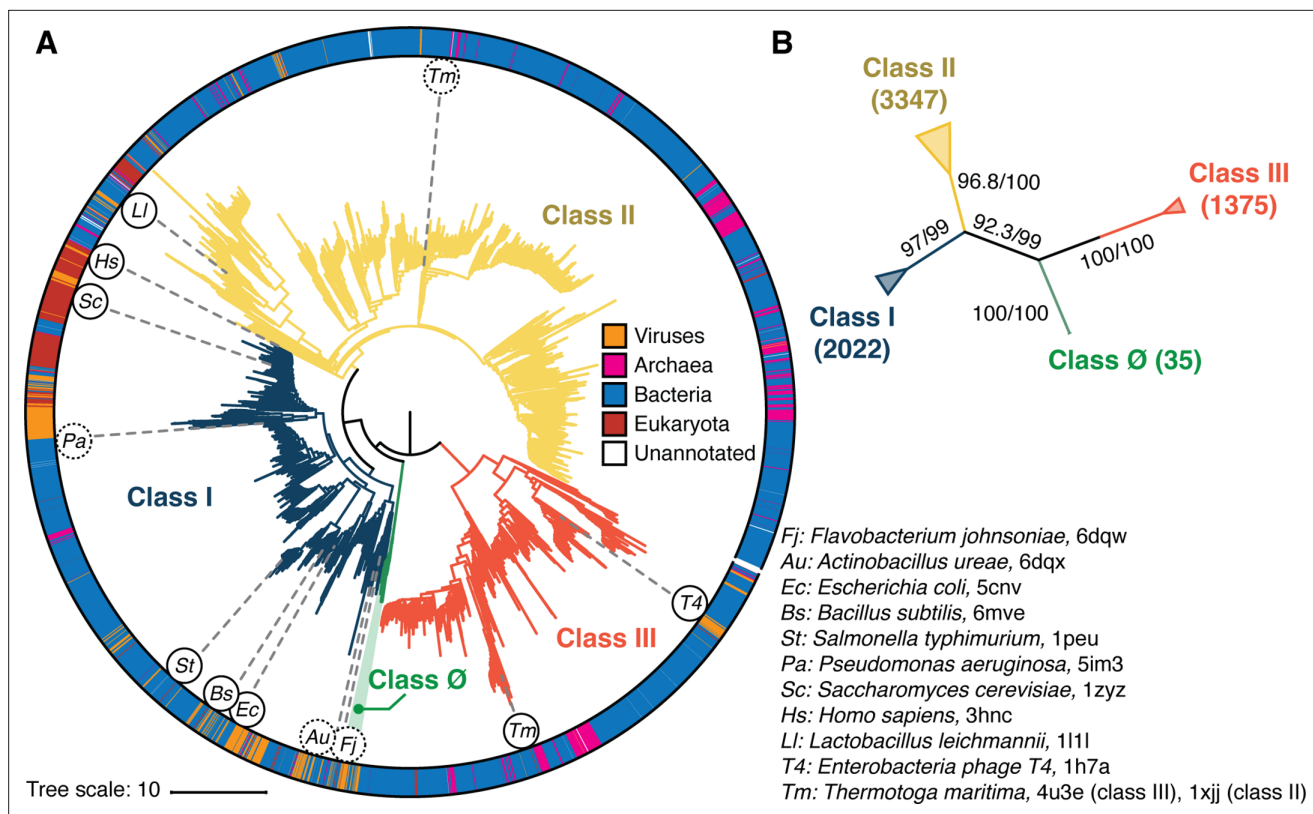 A
B
Tm
Ll
Hs
Sc
Pa
St
Bs
Ec
Au
Fj
Tm
T4
Class II
Class I
Class III
Class Ø
Viruses
Archaea
Bacteria
Eukaryota
Unannotated
Tree scale: 10
Class II
(3347)
96.8/100
Class III
(1375)
97/99
92.3/99
100/100
Class I
(2022)
100/100
Class Ø (35)
Fj: Flavobacterium johnsoniae, 6dqw
Au: Actinobacillus ureae, 6dqx
Ec: Escherichia coli, 5cnv
Bs: Bacillus subtilis, 6mve
St: Salmonella typhimurium, 1peu
Pa: Pseudomonas aeruginosa, 5im3
Sc: Saccharomyces cerevisiae, 1zyz
Hs: Homo sapiens, 3hnc
Ll: Lactobacillus leichmannii, 1l1l
T4: Enterobacteria phage T4, 1h7a
Tm: Thermotoga maritima, 4u3e (class III), 1xjj (class II)